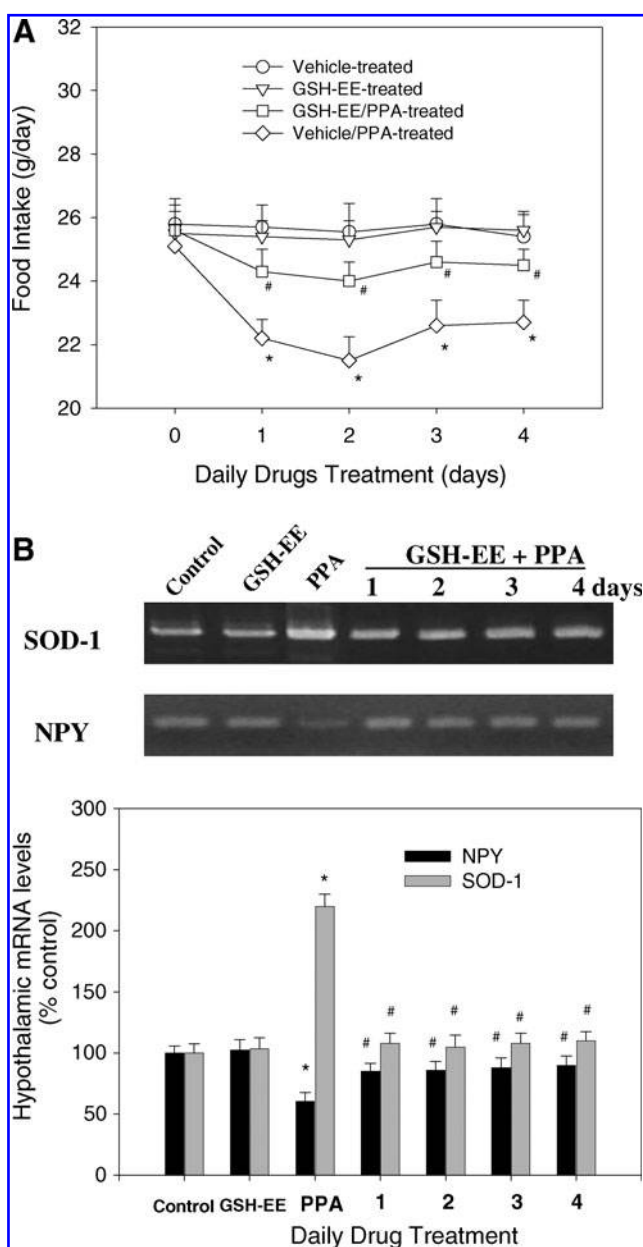 A
32
30
28
26
24
22
20
Food Intake (g/day)
Vehicle-treated
GSH-EE-treated
GSH-EE/PPA-treated
Vehicle/PPA-treated
# # # #
* * * *
0 1 2 3 4
Daily Drugs Treatment (days)
B
Control GSH-EE PPA GSH-EE + PPA
1 2 3 4 days
SOD-1
NPY
300
250
200
150
100
50
0
Hypothalamic mRNA levels
(% control)
NPY
SOD-1
* *
# # # # # # # #
Control GSH-EE PPA 1 2 3 4
Daily Drug Treatment